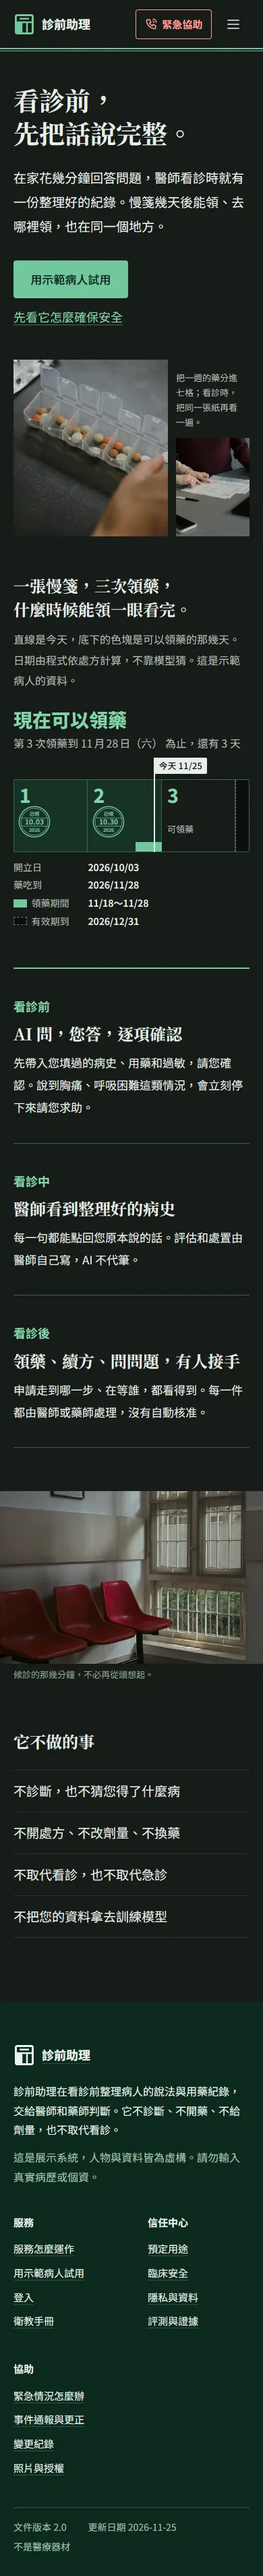 診前助理
緊急協助
看診前，
先把話說完整。
在家花幾分鐘回答問題，醫師看診時就有
一份整理好的紀錄。慢箋幾天後能領、去
哪裡領，也在同一個地方。
用示範病人試用
先看它怎麼確保安全
把一週的藥分進
七格；看診時，
把同一張紙再看
一遍。
一張慢箋，三次領藥，
什麼時候能領一眼看完。
直線是今天，底下的色塊是可以領藥的那幾天。
日期由程式依處方計算，不靠模型猜。這是示範
病人的資料。
現在可以領藥
第 3 次領藥到 11 月 28 日（六）為止，還有 3 天
今天 11/25
1
已領
10.03
2026
2
已領
10.30
2026
3
可領藥
開立日 2026/10/03
藥吃到 2026/11/28
領藥期間 11/18～11/28
有效期到 2026/12/31
看診前
AI 問，您答，逐項確認
先帶入您填過的病史、用藥和過敏，請您確
認。說到胸痛、呼吸困難這類情況，會立刻停
下來請您求助。
看診中
醫師看到整理好的病史
每一句都能點回您原本說的話。評估和處置由
醫師自己寫，AI 不代筆。
看診後
領藥、續方、問問題，有人接手
申請走到哪一步、在等誰，都看得到。每一件
都由醫師或藥師處理，沒有自動核准。
候診的那幾分鐘，不必再從頭想起。
它不做的事
不診斷，也不猜您得了什麼病
不開處方、不改劑量、不換藥
不取代看診，也不取代急診
不把您的資料拿去訓練模型
診前助理
診前助理在看診前整理病人的說法與用藥紀錄，
交給醫師和藥師判斷。它不診斷、不開藥、不給
劑量，也不取代看診。
這是展示系統，人物與資料皆為虛構。請勿輸入
真實病歷或個資。
服務
服務怎麼運作
用示範病人試用
登入
衛教手冊
信任中心
預定用途
臨床安全
隱私與資料
評測與證據
協助
緊急情況怎麼辦
事件通報與更正
變更紀錄
照片與授權
文件版本 2.0 更新日期 2026-11-25
不是醫療器材